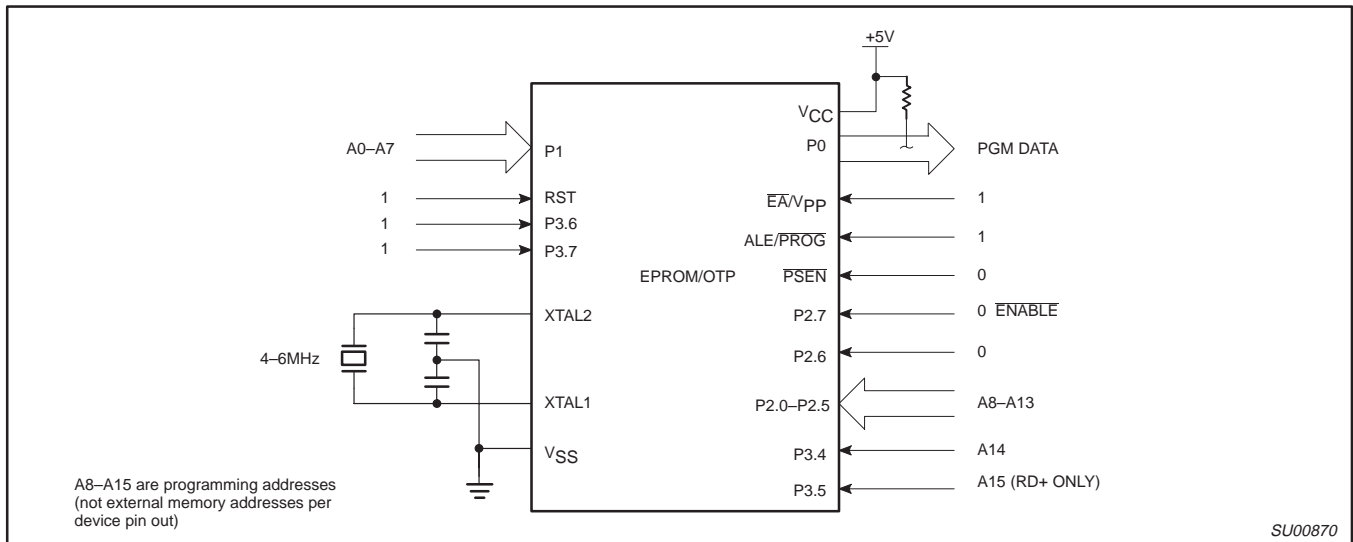 +5V
VCC
A0–A7
P1
P0
PGM DATA
1
RST
EA/VPP
1
1
P3.6
ALE/PROG
1
1
P3.7
EPROM/OTP
PSEN
0
XTAL2
P2.7
0 ENABLE
4–6MHz
P2.6
0
XTAL1
P2.0–P2.5
A8–A13
VSS
P3.4
A14
P3.5
A15 (RD+ ONLY)
A8–A15 are programming addresses
(not external memory addresses per
device pin out)
SU00870